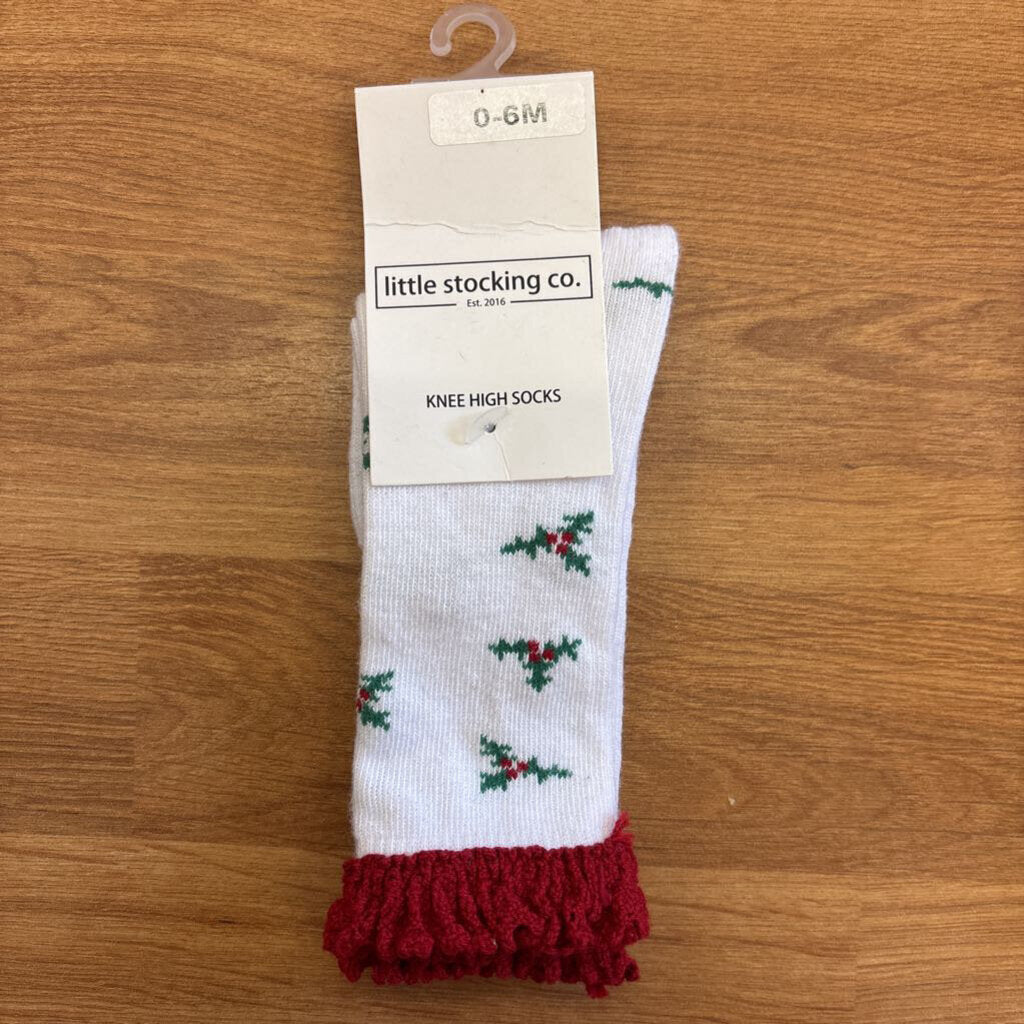 0-6M
little stocking co.
Est. 2016
KNEE HIGH SOCKS